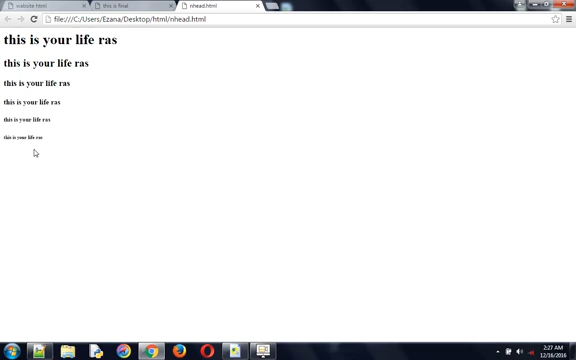 website html
this is final
nhead.html
file:///C:/Users/Ezana/Desktop/html/nhead.html
this is your life ras
this is your life ras
this is your life ras
this is your life ras
this is your life ras
this is your life ras
2:27 AM
12/16/2016